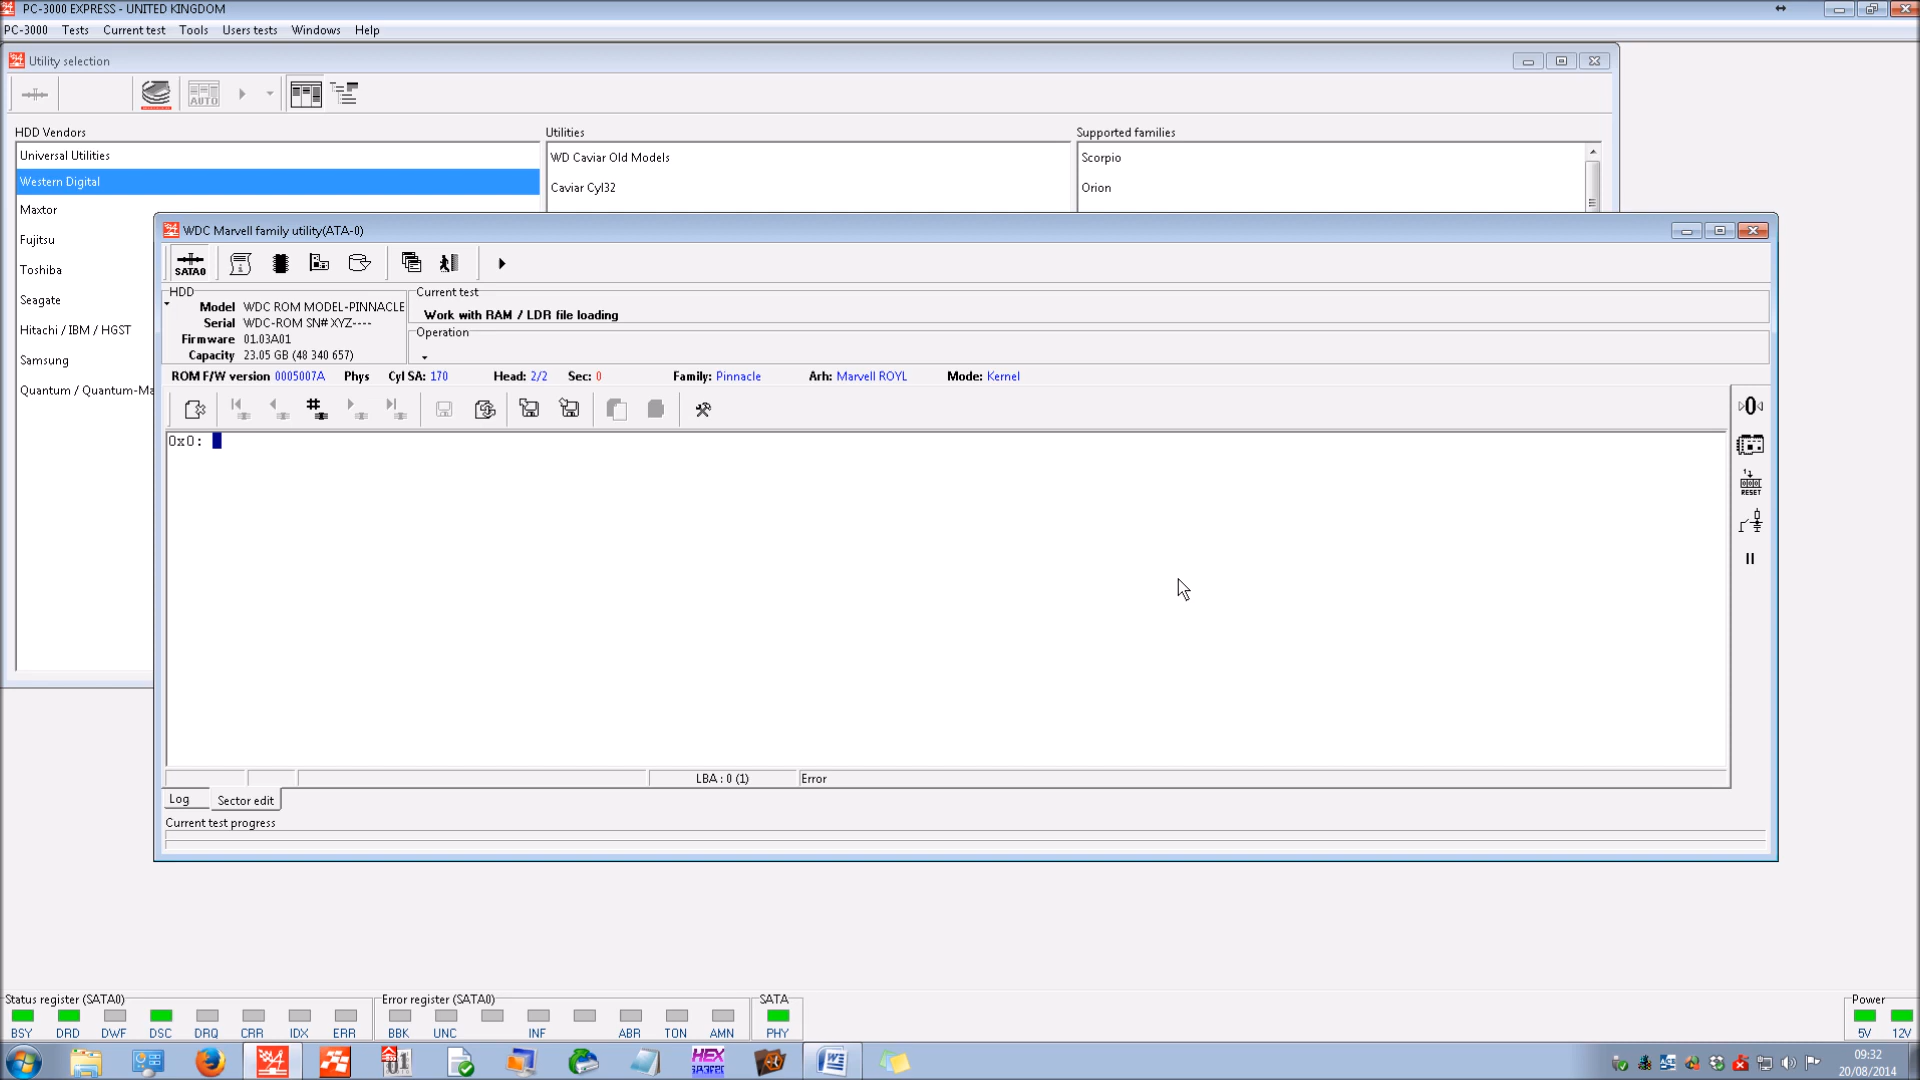 PC-3000 EXPRESS - UNITED KINGDOM
PC-3000 Tests Current test Tools Users tests Windows Help
Utility selection
AUTO
HDD Vendors Utilities Supported families
Universal Utilities WD Caviar Old Models Scorpio
Western Digital Caviar Cyl32 Orion
Maxtor
WDC Marvell family utility(ATA-0)
Fujitsu
SATA0
Toshiba
HDD Current test
Seagate Model WDC ROM MODEL-PINNACLE
Work with RAM / LDR file loading
Serial WDC-ROM SN# XYZ----
Hitachi / IBM / HGST Firmware 01.03A01 Operation
Samsung Capacity 23.05 GB (48 340 657)
ROM F/W version 0005007A Phys Cyl SA: 170 Head: 2/2 Sec: 0 Family: Pinnacle Arh: Marvell ROYL Mode: Kernel
Quantum / Quantum-Ma
0x0:
RESET
LBA : 0 (1) Error
Log Sector edit
Current test progress
Status register (SATA0) Error register (SATA0) SATA Power
BSY DRD DWF DSC DRQ CRR IDX ERR BBK UNC INF ABR TON AMN PHY 5V 12V
HEX
09:32
20/08/2014